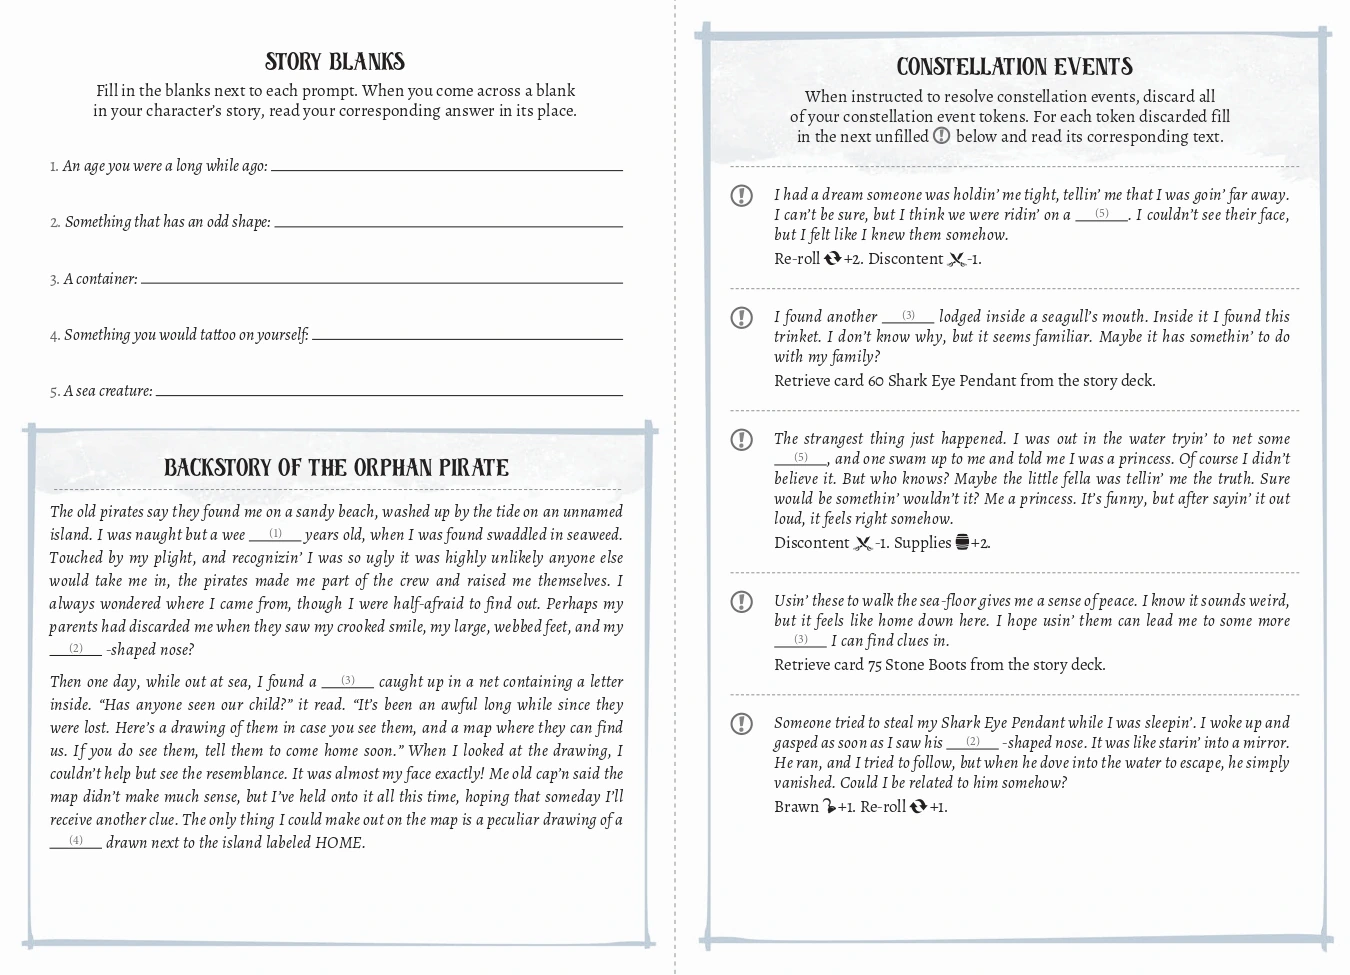 STORY BLANKS
Fill in the blanks next to each prompt. When you come across a blank
in your character's story, read your corresponding answer in its place.
1. An age you were a long while ago:
2. Something that has an odd shape:
3. A container:
4. Something you would tattoo on yourself:
5. A sea creature:
BACKSTORY OF THE ORPHAN PIRATE
The old pirates say they found me on a sandy beach, washed up by the tide on an unnamed
island. I was naught but a wee (1) years old, when I was found swaddled in seaweed.
Touched by my plight, and recognizin' I was so ugly it was highly unlikely anyone else
would take me in, the pirates made me part of the crew and raised me themselves. I
always wondered where I came from, though I were half-afraid to find out. Perhaps my
parents had discarded me when they saw my crooked smile, my large, webbed feet, and my
(2) -shaped nose?
Then one day, while out at sea, I found a (3) caught up in a net containing a letter
inside. “Has anyone seen our child?” it read. “It's been an awful long while since they
were lost. Here's a drawing of them in case you see them, and a map where they can find
us. If you do see them, tell them to come home soon.” When I looked at the drawing, I
couldn't help but see the resemblance. It was almost my face exactly! Me old cap'n said the
map didn't make much sense, but I've held onto it all this time, hoping that someday I'll
receive another clue. The only thing I could make out on the map is a peculiar drawing of a
(4) drawn next to the island labeled HOME.
CONSTELLATION EVENTS
When instructed to resolve constellation events, discard all
of your constellation event tokens. For each token discarded fill
in the next unfilled ! below and read its corresponding text.
I had a dream someone was holdin' me tight, tellin' me that I was goin' far away.
I can't be sure, but I think we were ridin' on a (5) . I couldn't see their face,
but I felt like I knew them somehow.
Re-roll +2. Discontent -1.
I found another (3) lodged inside a seagull's mouth. Inside it I found this
trinket. I don't know why, but it seems familiar. Maybe it has somethin' to do
with my family?
Retrieve card 60 Shark Eye Pendant from the story deck.
The strangest thing just happened. I was out in the water tryin' to net some
(5) , and one swam up to me and told me I was a princess. Of course I didn't
believe it. But who knows? Maybe the little fella was tellin' me the truth. Sure
would be somethin' wouldn't it? Me a princess. It's funny, but after sayin' it out
loud, it feels right somehow.
Discontent -1. Supplies +2.
Usin' these to walk the sea-floor gives me a sense of peace. I know it sounds weird,
but it feels like home down here. I hope usin' them can lead me to some more
(3) I can find clues in.
Retrieve card 75 Stone Boots from the story deck.
Someone tried to steal my Shark Eye Pendant while I was sleepin'. I woke up and
gasped as soon as I saw his (2) -shaped nose. It was like starin' into a mirror.
He ran, and I tried to follow, but when he dove into the water to escape, he simply
vanished. Could I be related to him somehow?
Brawn +1. Re-roll +1.